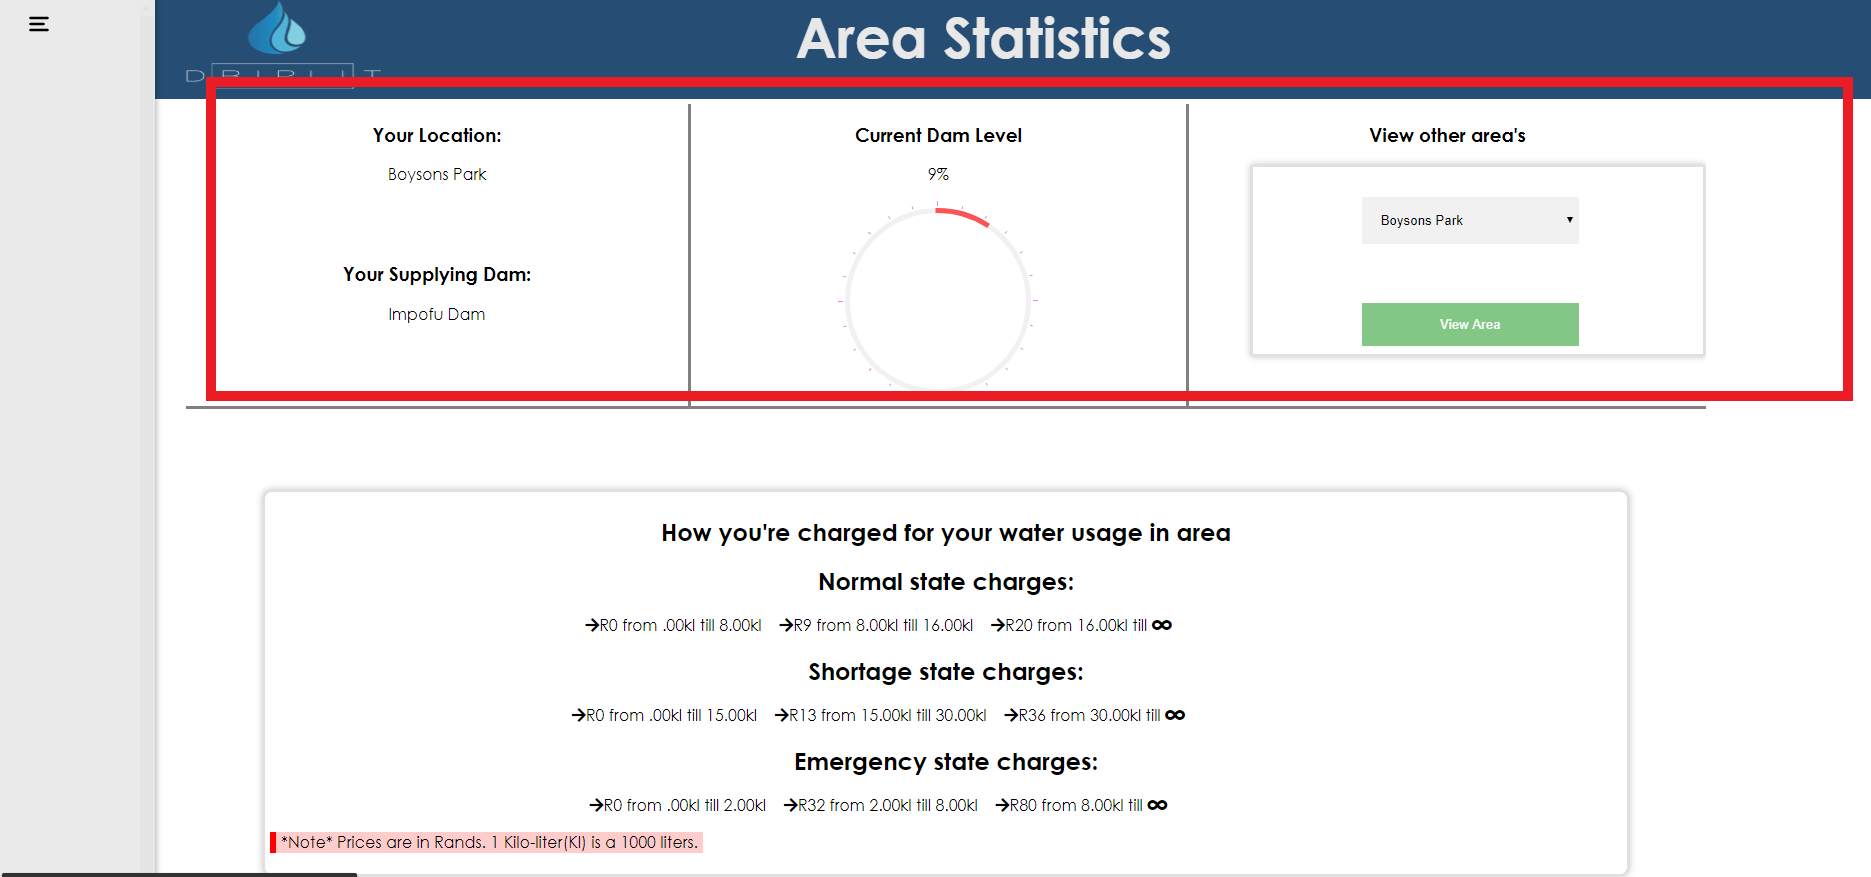 Area Statistics
Your Location:
Boysons Park
Your Supplying Dam:
Impofu Dam
Current Dam Level
9%
View other area's
Boysons Park
View Area
How you're charged for your water usage in area
Normal state charges:
→R0 from .00kl till 8.00kl →R9 from 8.00kl till 16.00kl →R20 from 16.00kl till ∞
Shortage state charges:
→R0 from .00kl till 15.00kl →R13 from 15.00kl till 30.00kl →R36 from 30.00kl till ∞
Emergency state charges:
→R0 from .00kl till 2.00kl →R32 from 2.00kl till 8.00kl →R80 from 8.00kl till ∞
*Note* Prices are in Rands. 1 Kilo-liter(Kl) is a 1000 liters.